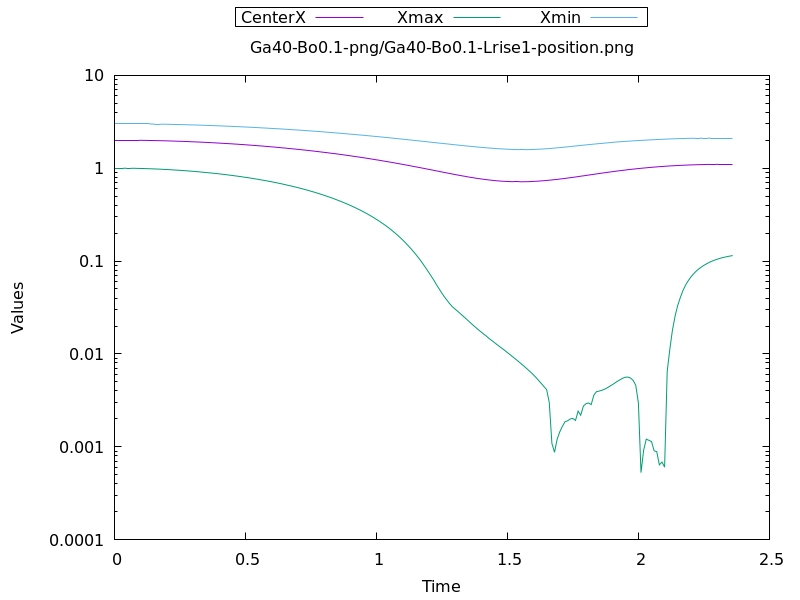 CenterX Xmax Xmin
Ga40-Bo0.1-png/Ga40-Bo0.1-Lrise1-position.png
10
1
0.1
0.01
0.001
0.0001
Values
0 0.5 1 1.5 2 2.5
Time